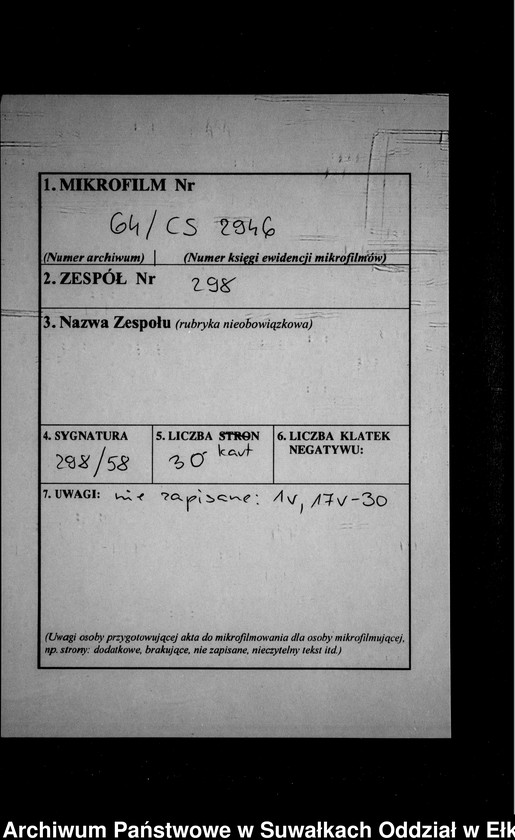 1. MIKROFILM Nr
64/CS 2946
(Numer archiwum) | (Numer księgi ewidencji mikrofilmów)
2. ZESPÓŁ Nr 298
3. Nazwa Zespołu (rubryka nieobowiązkowa)
4. SYGNATURA
298/58
5. LICZBA STRON
30 kart
6. LICZBA KLATEK
NEGATYWU:
7. UWAGI: nie zapisane: 1v, 17v-30
(Uwagi osoby przygotowującej akta do mikrofilmowania dla osoby mikrofilmującej,
np. strony: dodatkowe, brakujące, nie zapisane, nieczytelny tekst itd.)
Archiwum Państwowe w Suwałkach Oddział w Ełk